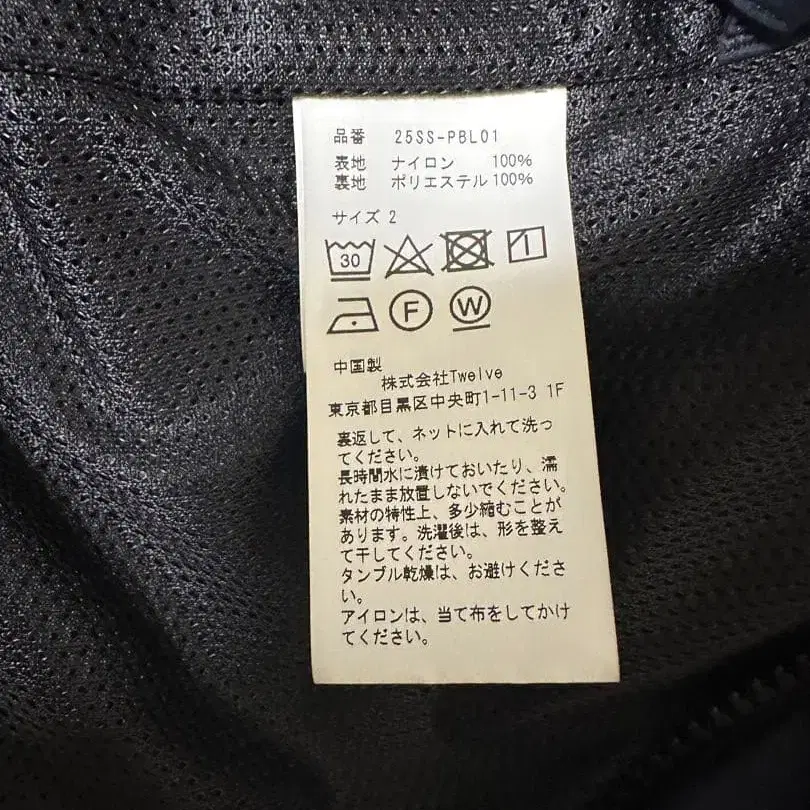 品番 25SS-PBL01
表地 ナイロン 100%
裏地 ポリエステル 100%
サイズ 2
30
F W
中国製
株式会社Twelve
東京都目黒区中央町1-11-3 1F
裏返して、ネットに入れて洗っ
てください。
長時間水に漬けておいたり、濡
れたまま放置しないでください。
素材の特性上、多少縮むことが
あります。洗濯後は、形を整え
て干してください。
タンブル乾燥は、お避けくださ
い。
アイロンは、当て布をしてかけ
てください。